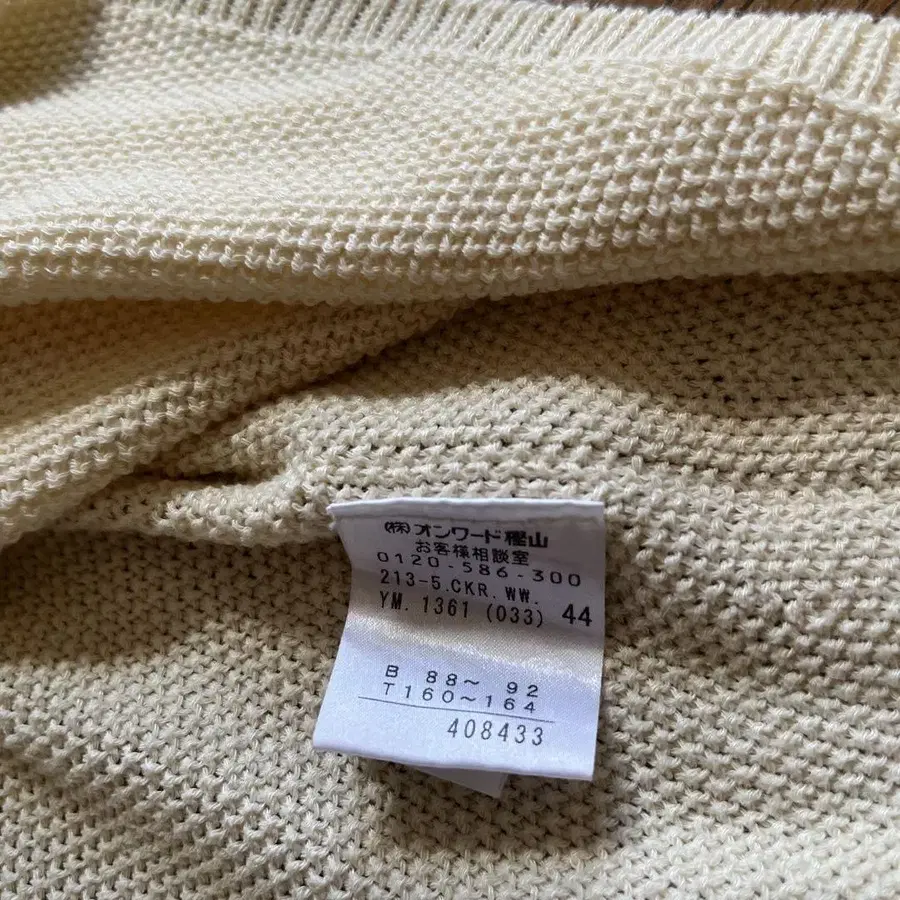 (株)オンワード樫山
お客様相談室
0120-586-300
213-5.CKR.WW.
YM.1361 (033) 44
B 88～ 92
T160～164
408433